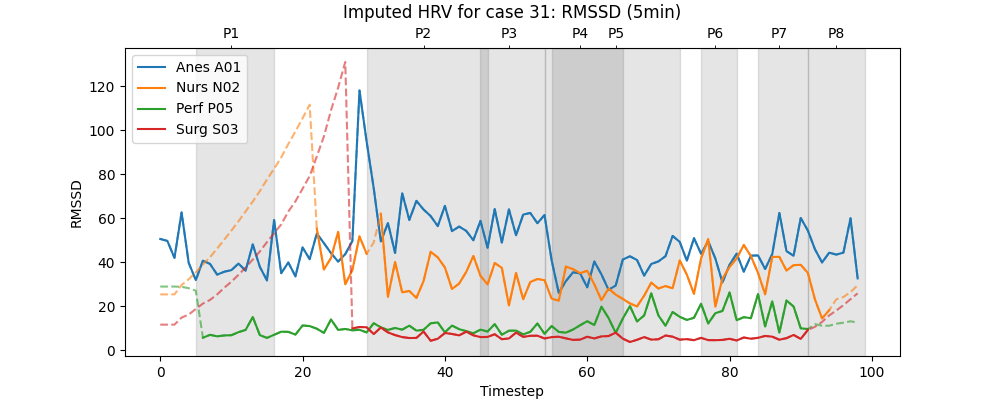 Imputed HRV for case 31: RMSSD (5min)
P1 P2 P3 P4 P5 P6 P7 P8
Anes A01
Nurs N02
Perf P05
Surg S03
RMSSD
120
100
80
60
40
20
0
0 20 40 60 80 100
Timestep